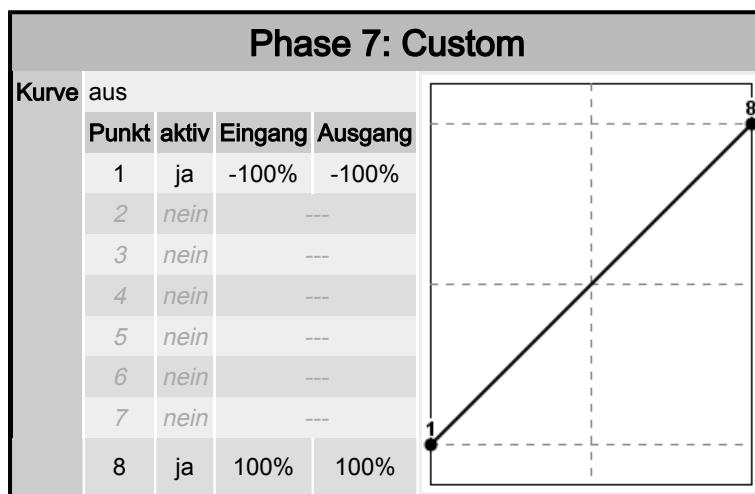 Phase 7: Custom
Kurve aus
Punkt aktiv Eingang Ausgang
1 ja -100% -100%
2 nein ---
3 nein ---
4 nein ---
5 nein ---
6 nein ---
7 nein ---
8 ja 100% 100%
8
1